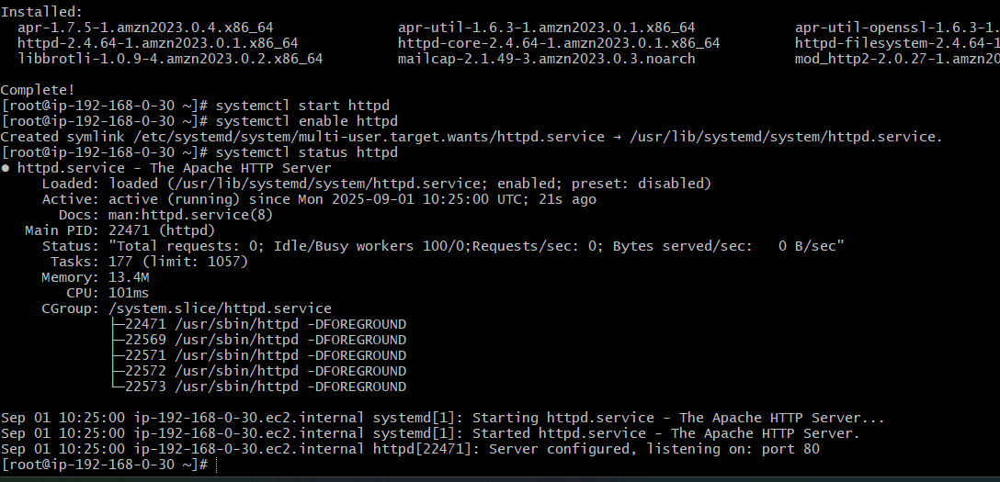 Installed:
  apr-1.7.5-1.amzn2023.0.4.x86_64               apr-util-1.6.3-1.amzn2023.0.1.x86_64            apr-util-openssl-1.6.3-1.
  httpd-2.4.64-1.amzn2023.0.1.x86_64            httpd-core-2.4.64-1.amzn2023.0.1.x86_64         httpd-filesystem-2.4.64-1
  libbrotli-1.0.9-4.amzn2023.0.2.x86_64         mailcap-2.1.49-3.amzn2023.0.3.noarch            mod_http2-2.0.27-1.amzn20

Complete!
[root@ip-192-168-0-30 ~]# systemctl start httpd
[root@ip-192-168-0-30 ~]# systemctl enable httpd
Created symlink /etc/systemd/system/multi-user.target.wants/httpd.service → /usr/lib/systemd/system/httpd.service.
[root@ip-192-168-0-30 ~]# systemctl status httpd
● httpd.service - The Apache HTTP Server
     Loaded: loaded (/usr/lib/systemd/system/httpd.service; enabled; preset: disabled)
     Active: active (running) since Mon 2025-09-01 10:25:00 UTC; 21s ago
       Docs: man:httpd.service(8)
   Main PID: 22471 (httpd)
     Status: "Total requests: 0; Idle/Busy workers 100/0;Requests/sec: 0; Bytes served/sec:   0 B/sec"
      Tasks: 177 (limit: 1057)
     Memory: 13.4M
        CPU: 101ms
     CGroup: /system.slice/httpd.service
             ├─22471 /usr/sbin/httpd -DFOREGROUND
             ├─22569 /usr/sbin/httpd -DFOREGROUND
             ├─22571 /usr/sbin/httpd -DFOREGROUND
             ├─22572 /usr/sbin/httpd -DFOREGROUND
             └─22573 /usr/sbin/httpd -DFOREGROUND

Sep 01 10:25:00 ip-192-168-0-30.ec2.internal systemd[1]: Starting httpd.service - The Apache HTTP Server...
Sep 01 10:25:00 ip-192-168-0-30.ec2.internal systemd[1]: Started httpd.service - The Apache HTTP Server.
Sep 01 10:25:00 ip-192-168-0-30.ec2.internal httpd[22471]: Server configured, listening on: port 80
[root@ip-192-168-0-30 ~]#